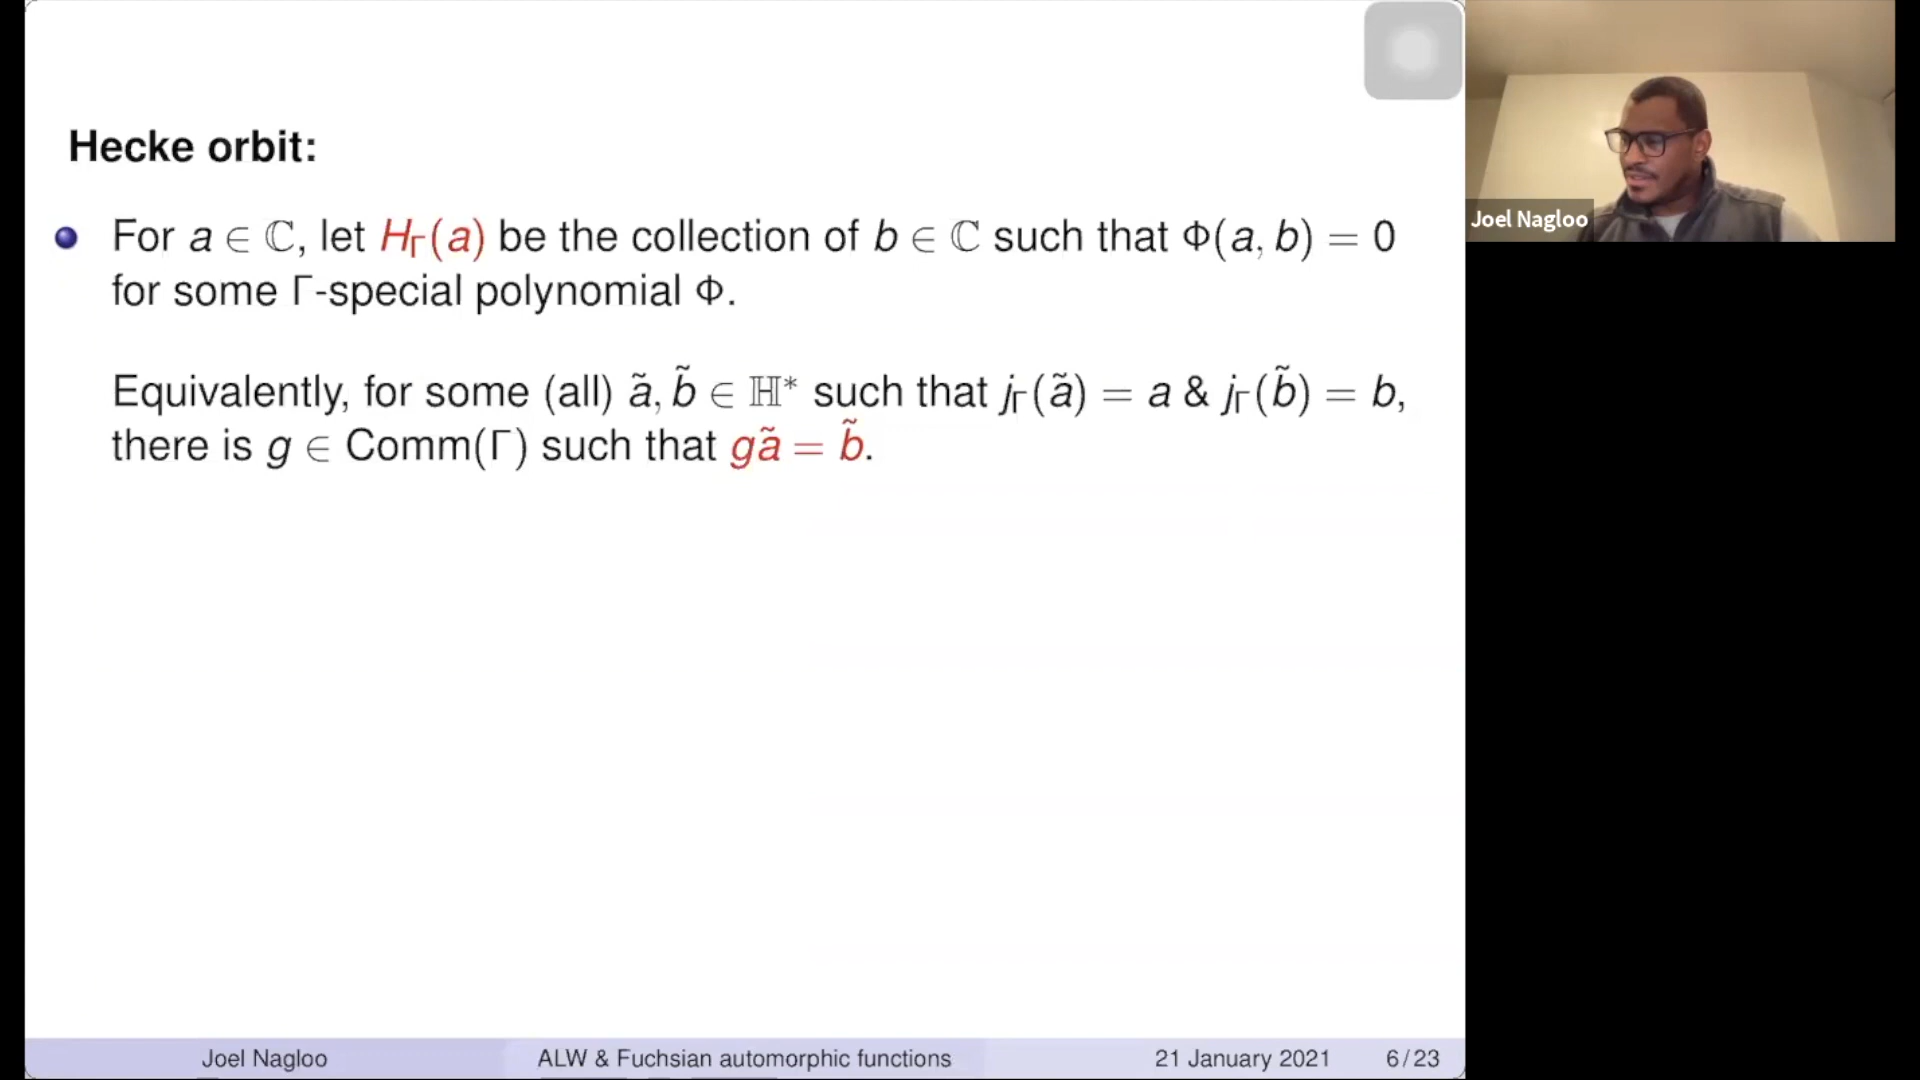 Hecke orbit:
For a ∈ ℂ, let H_Γ(a) be the collection of b ∈ ℂ such that Φ(a, b) = 0
for some Γ-special polynomial Φ.
Equivalently, for some (all) ã, b̃ ∈ ℍ* such that j_Γ(ã) = a & j_Γ(b̃) = b,
there is g ∈ Comm(Γ) such that gã = b̃.
Joel Nagloo
Joel Nagloo ALW & Fuchsian automorphic functions 21 January 2021 6/23